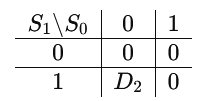 S₁\S₀ 0 1
0 0 0
1 D₂ 0